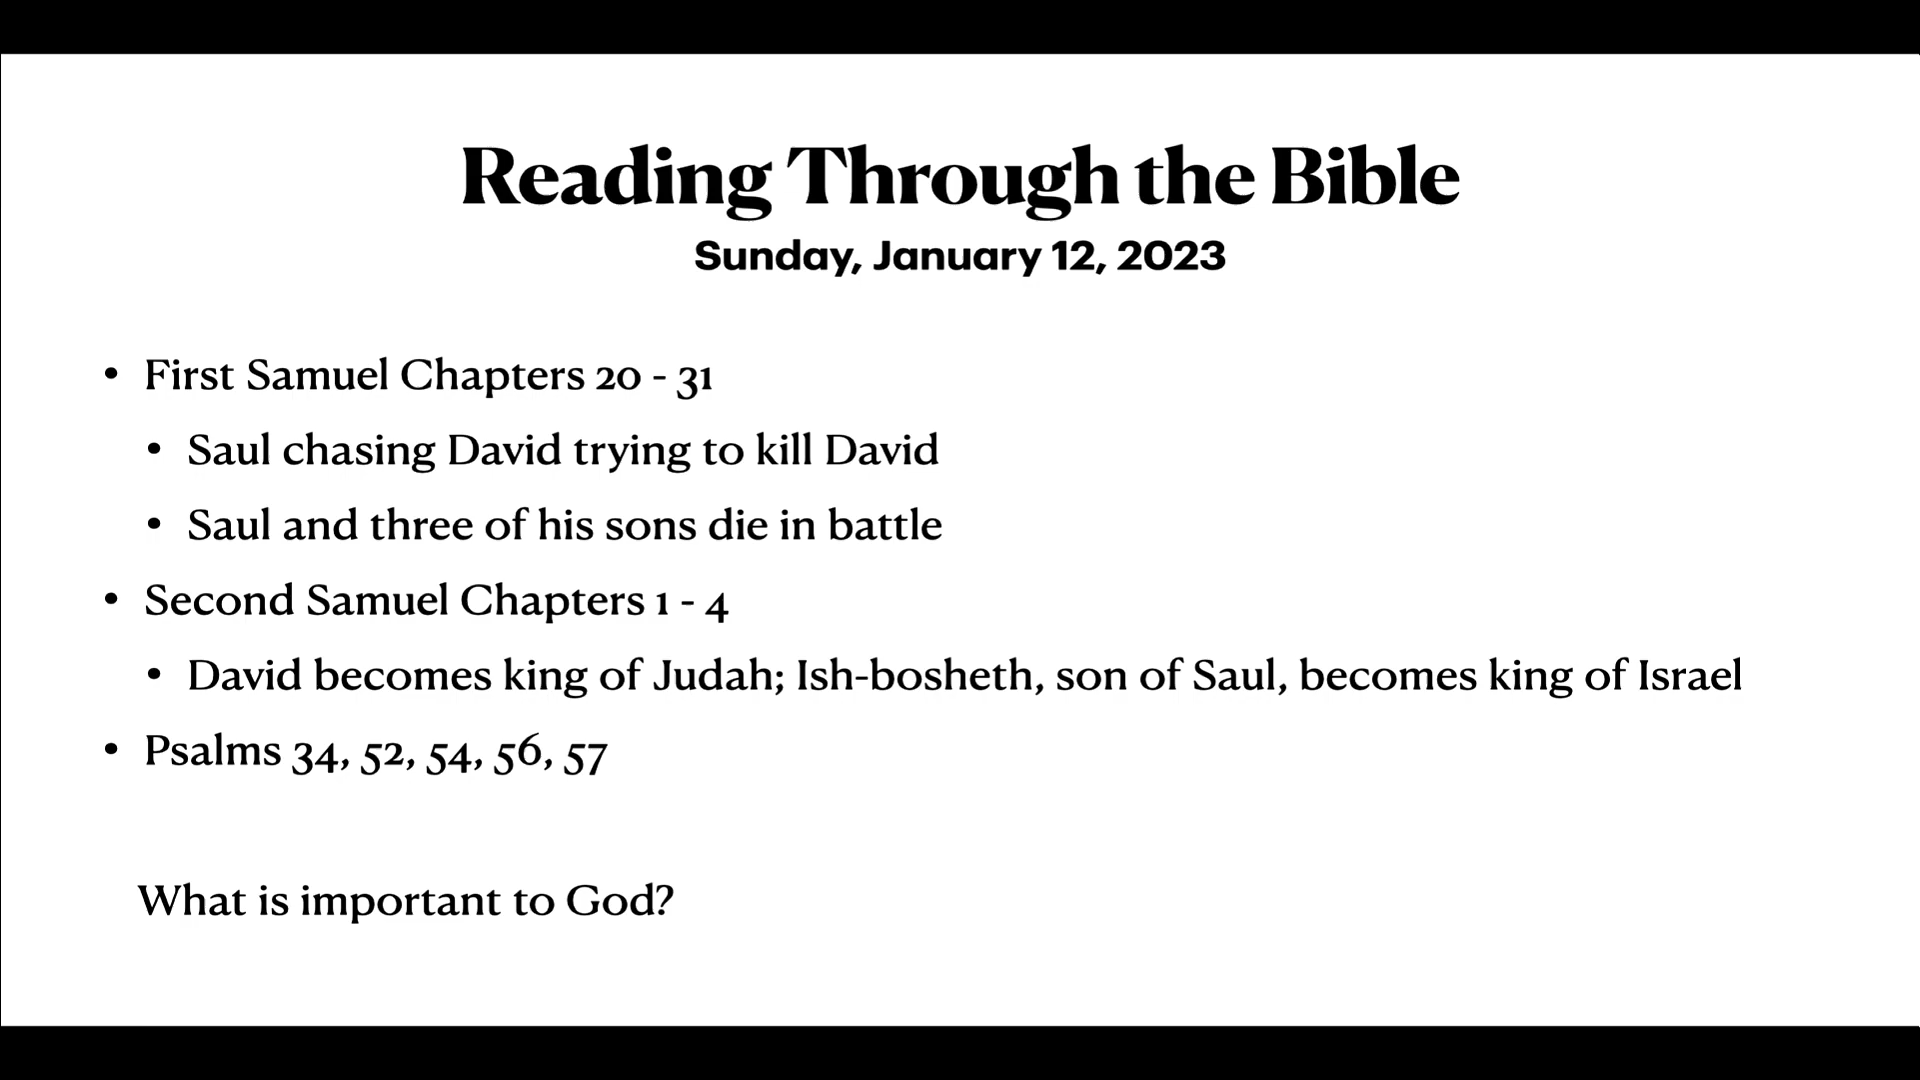 Reading Through the Bible
Sunday, January 12, 2023
• First Samuel Chapters 20 - 31
• Saul chasing David trying to kill David
• Saul and three of his sons die in battle
• Second Samuel Chapters 1 - 4
• David becomes king of Judah; Ish-bosheth, son of Saul, becomes king of Israel
• Psalms 34, 52, 54, 56, 57
What is important to God?